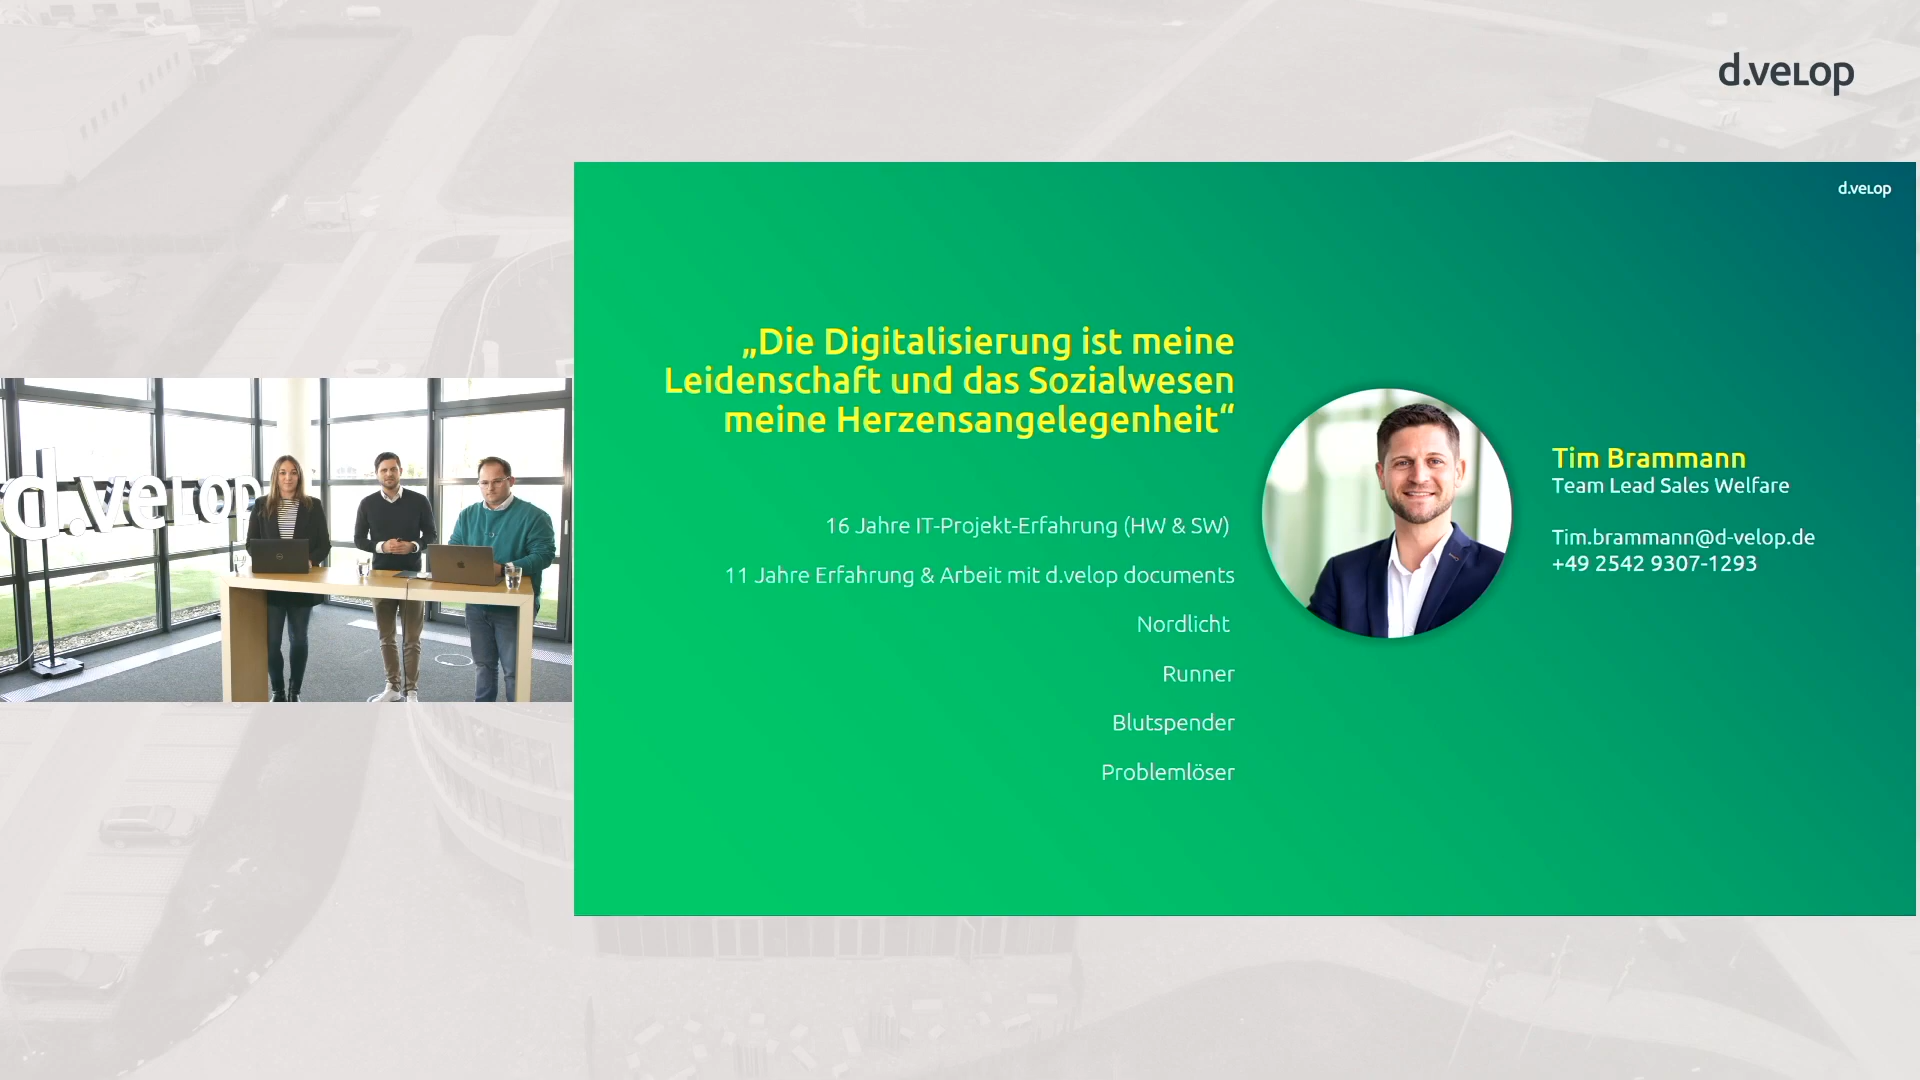 d.velop
d.velop
„Die Digitalisierung ist meine
Leidenschaft und das Sozialwesen
meine Herzensangelegenheit“
16 Jahre IT-Projekt-Erfahrung (HW & SW)
11 Jahre Erfahrung & Arbeit mit d.velop documents
Nordlicht
Runner
Blutspender
Problemlöser
Tim Brammann
Team Lead Sales Welfare
Tim.brammann@d-velop.de
+49 2542 9307-1293
d.velop